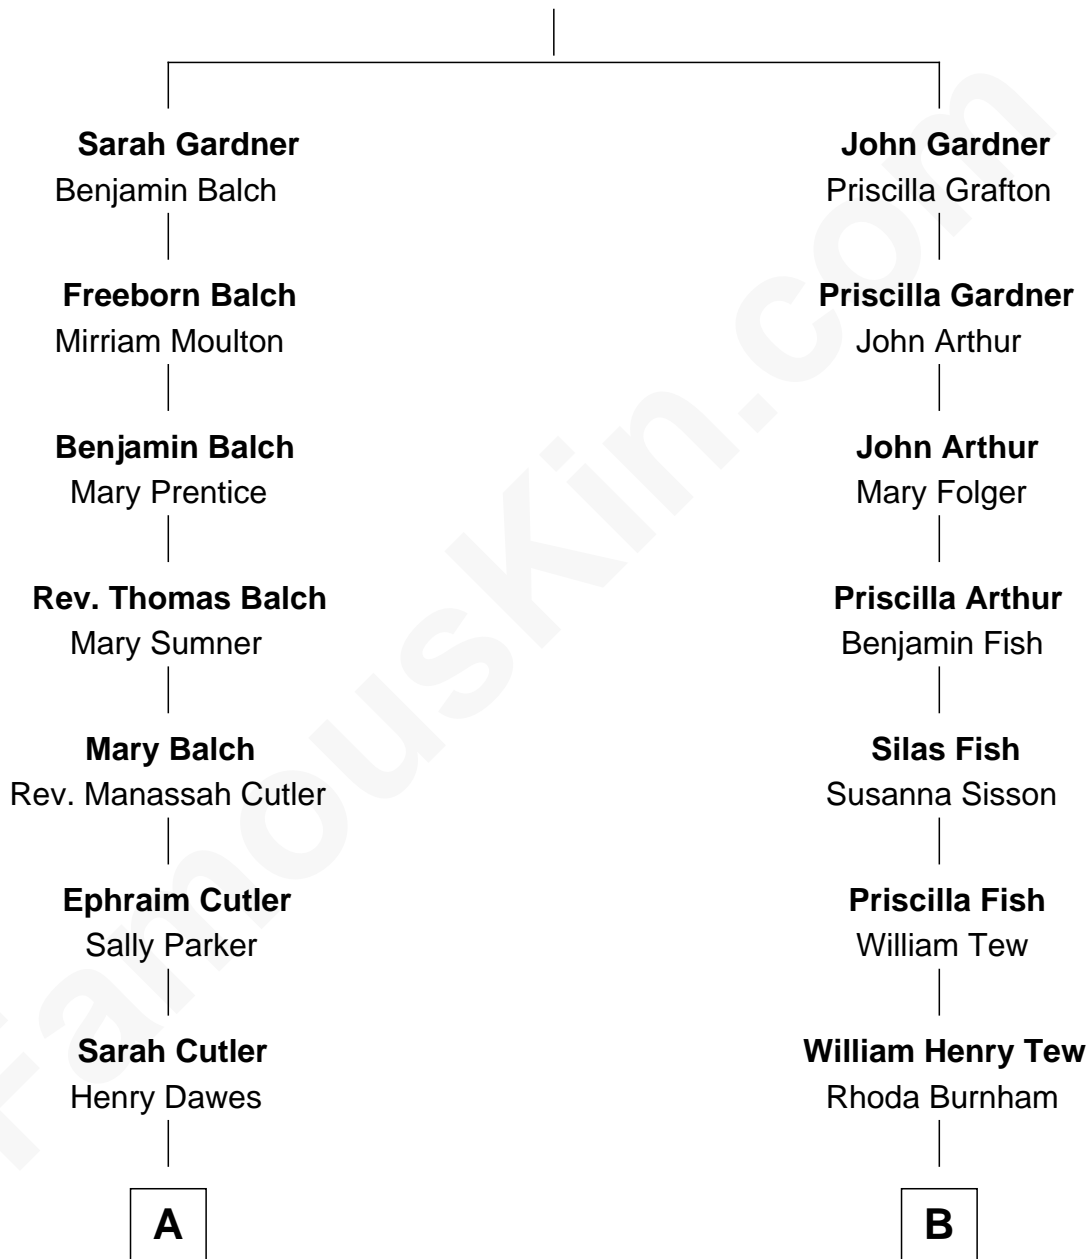 Sarah Gardner
Benjamin Balch
Freeborn Balch
Mirriam Moulton
Benjamin Balch
Mary Prentice
Rev. Thomas Balch
Mary Sumner
Mary Balch
Rev. Manassah Cutler
Ephraim Cutler
Sally Parker
Sarah Cutler
Henry Dawes
A
John Gardner
Priscilla Grafton
Priscilla Gardner
John Arthur
John Arthur
Mary Folger
Priscilla Arthur
Benjamin Fish
Silas Fish
Susanna Sisson
Priscilla Fish
William Tew
William Henry Tew
Rhoda Burnham
B
FamousKin.com